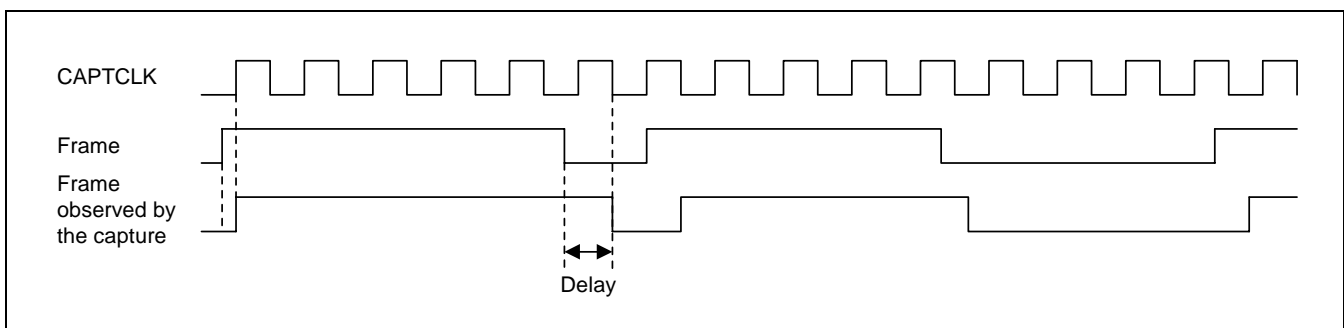 CAPTCLK
Frame
Frame
observed by
the capture
Delay